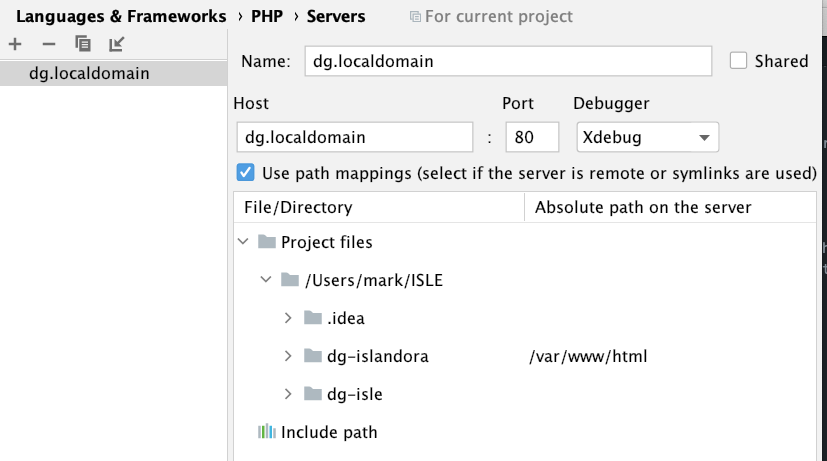 Languages & Frameworks › PHP › Servers For current project
dg.localdomain
Name: dg.localdomain Shared
Host Port Debugger
dg.localdomain : 80 Xdebug
Use path mappings (select if the server is remote or symlinks are used)
File/Directory Absolute path on the server
Project files
/Users/mark/ISLE
.idea
dg-islandora /var/www/html
dg-isle
Include path